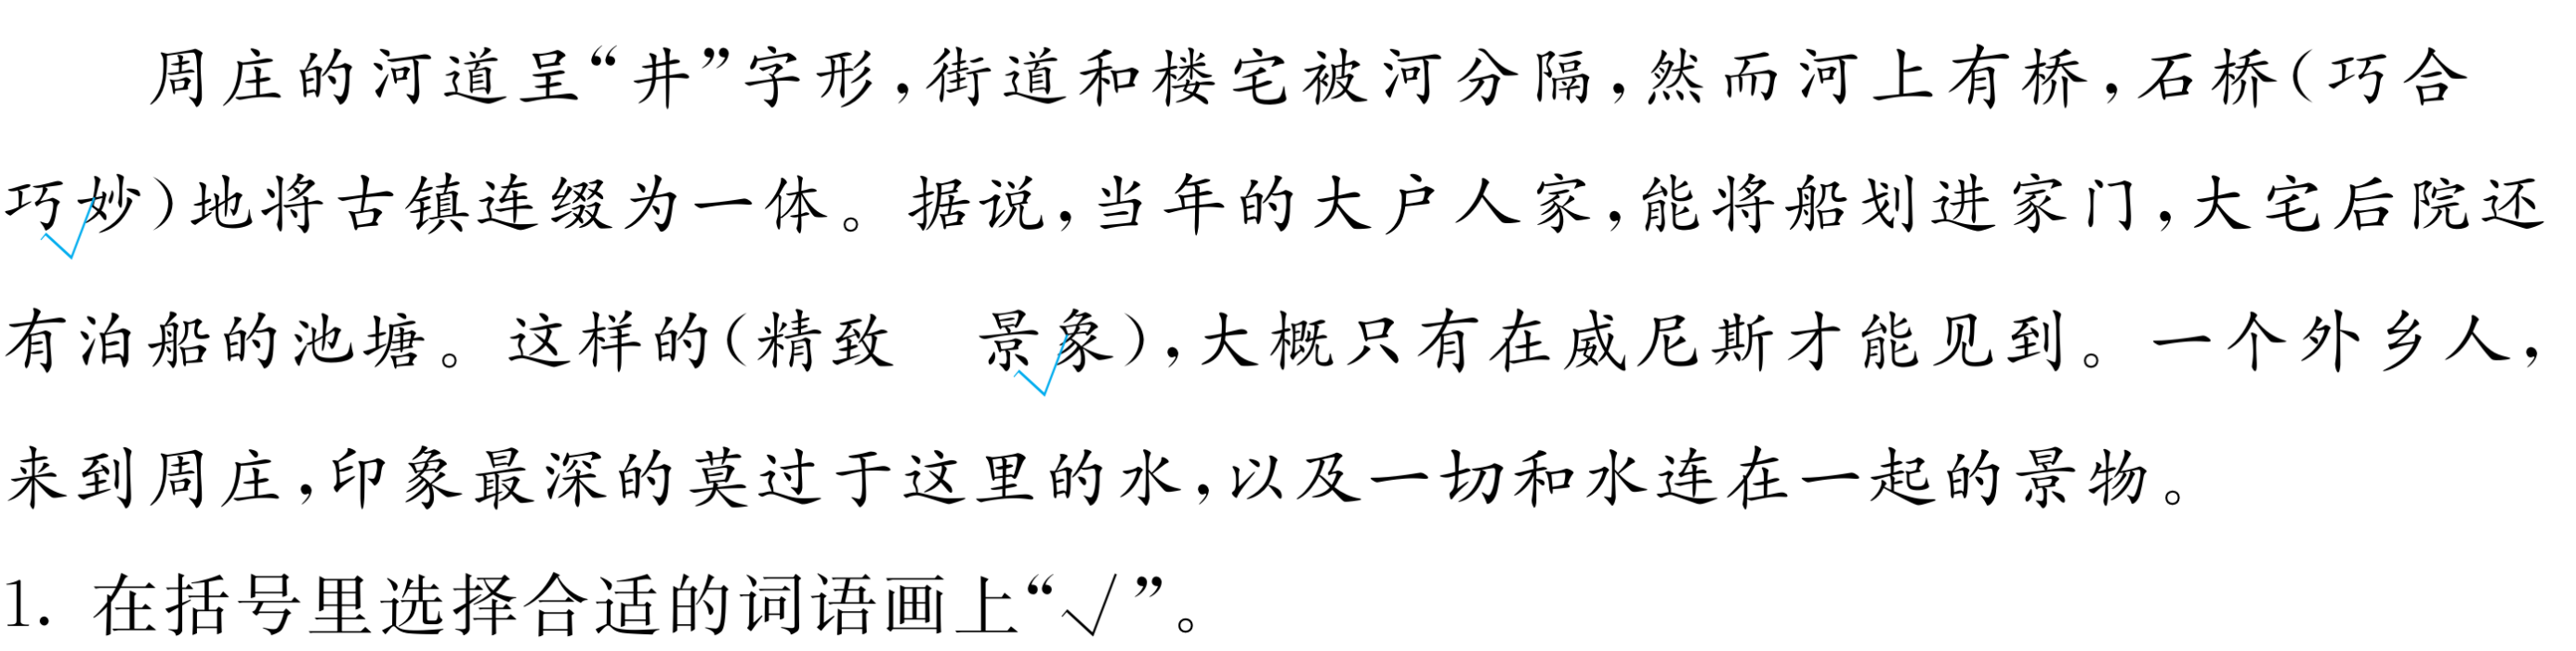 周庄的河道呈“井”字形，街道和楼宅被河分隔，然而河上有桥，石桥（巧合
巧妙）地将古镇连缀为一体。据说，当年的大户人家，能将船划进家门，大宅后院还
有泊船的池塘。这样的（精致　景象），大概只有在威尼斯才能见到。一个外乡人，
来到周庄，印象最深的莫过于这里的水，以及一切和水连在一起的景物。
1. 在括号里选择合适的词语画上“√”。